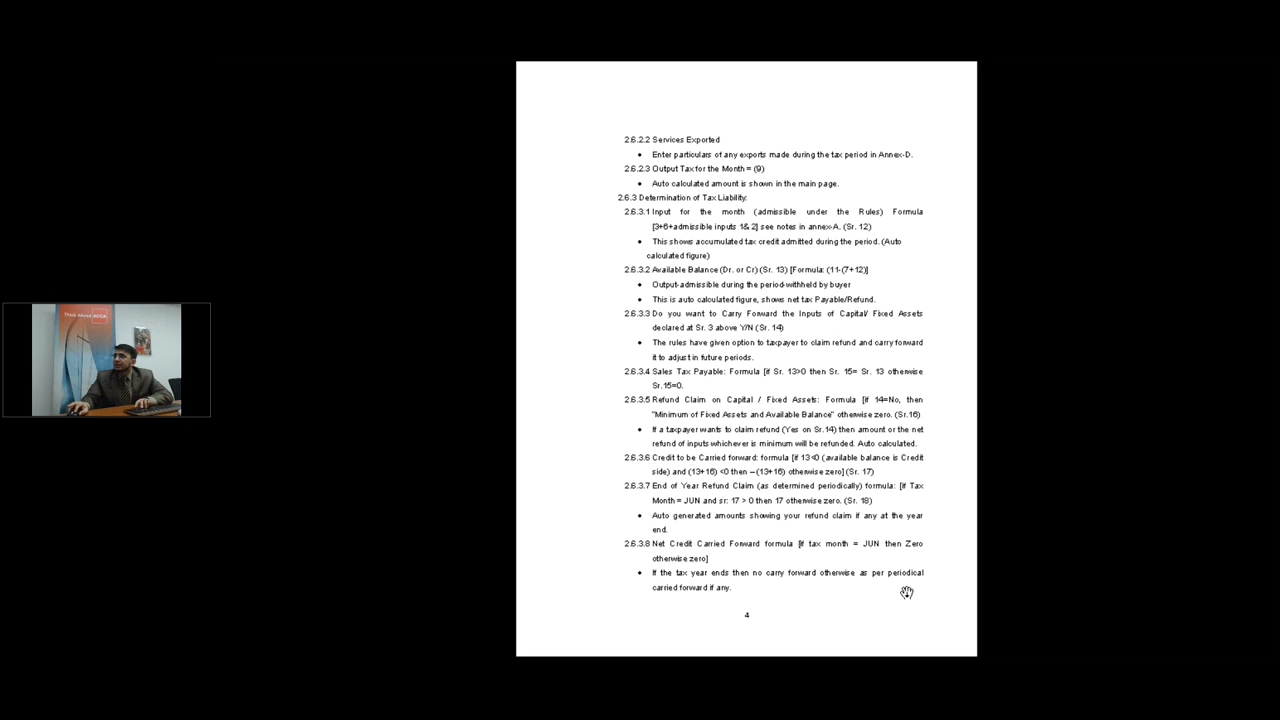 Think Ahead ACCA
2.6.2.2 Services Exported
• Enter particulars of any exports made during the tax period in Annex-D.
2.6.2.3 Output Tax for the Month = (9)
• Auto calculated amount is shown in the main page.
2.6.3 Determination of Tax Liability:
2.6.3.1 Input for the month (admissible under the Rules) Formula
[3+6+admissible inputs 1& 2] see notes in annex-A. (Sr. 12)
• This shows accumulated tax credit admitted during the period. (Auto
calculated figure)
2.6.3.2 Available Balance (Dr. or Cr) (Sr. 13) [Formula: (11-(7+12)]
• Output-admissible during the period-withheld by buyer
• This is auto calculated figure, shows net tax Payable/Refund.
2.6.3.3 Do you want to Carry Forward the Inputs of Capital/ Fixed Assets
declared at Sr. 3 above Y/N (Sr. 14)
• The rules have given option to taxpayer to claim refund and carry forward
it to adjust in future periods.
2.6.3.4 Sales Tax Payable: Formula [if Sr. 13>0 then Sr. 15= Sr. 13 otherwise
Sr.15=0.
2.6.3.5 Refund Claim on Capital / Fixed Assets: Formula [if 14=No, then
"Minimum of Fixed Assets and Available Balance" otherwise zero. (Sr.16)
• If a taxpayer wants to claim refund (Yes on Sr.14) then amount or the net
refund of inputs whichever is minimum will be refunded. Auto calculated.
2.6.3.6 Credit to be Carried forward: formula [if 13<0 (available balance is Credit
side) and (13+16) <0 then –(13+16) otherwise zero] (Sr. 17)
2.6.3.7 End of Year Refund Claim (as determined periodically) formula: [if Tax
Month = JUN and sr: 17 > 0 then 17 otherwise zero. (Sr. 18)
• Auto generated amounts showing your refund claim if any at the year
end.
2.6.3.8 Net Credit Carried Forward formula [if tax month = JUN then Zero
otherwise zero]
• If the tax year ends then no carry forward otherwise as per periodical
carried forward if any.
4